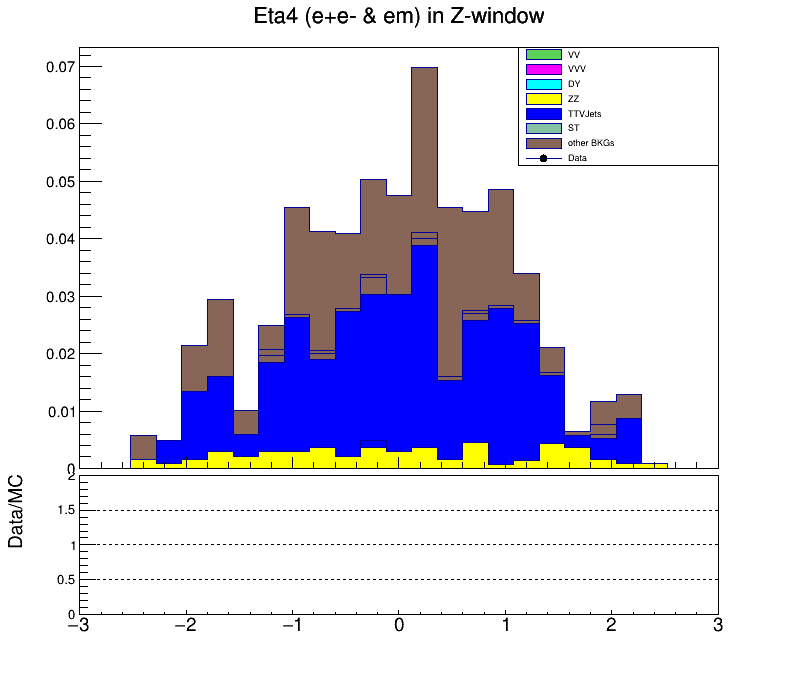 Eta4 (e+e- & em) in Z-window
VV
VVV
DY
ZZ
TTVJets
ST
other BKGs
Data
0.07
0.06
0.05
0.04
0.03
0.02
0.01
0
2
1.5
1
0.5
0
Data/MC
−3 −2 −1 0 1 2 3